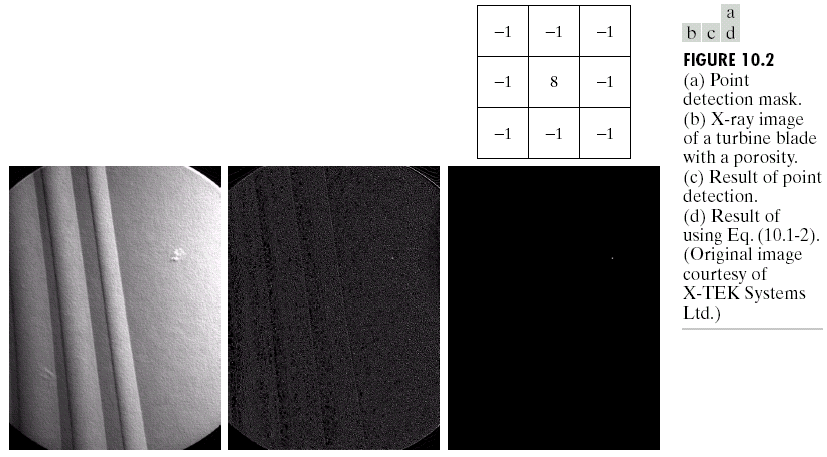 −1 −1 −1
−1 8 −1
−1 −1 −1
a
b c d
FIGURE 10.2
(a) Point
detection mask.
(b) X-ray image
of a turbine blade
with a porosity.
(c) Result of point
detection.
(d) Result of
using Eq. (10.1-2).
(Original image
courtesy of
X-TEK Systems
Ltd.)